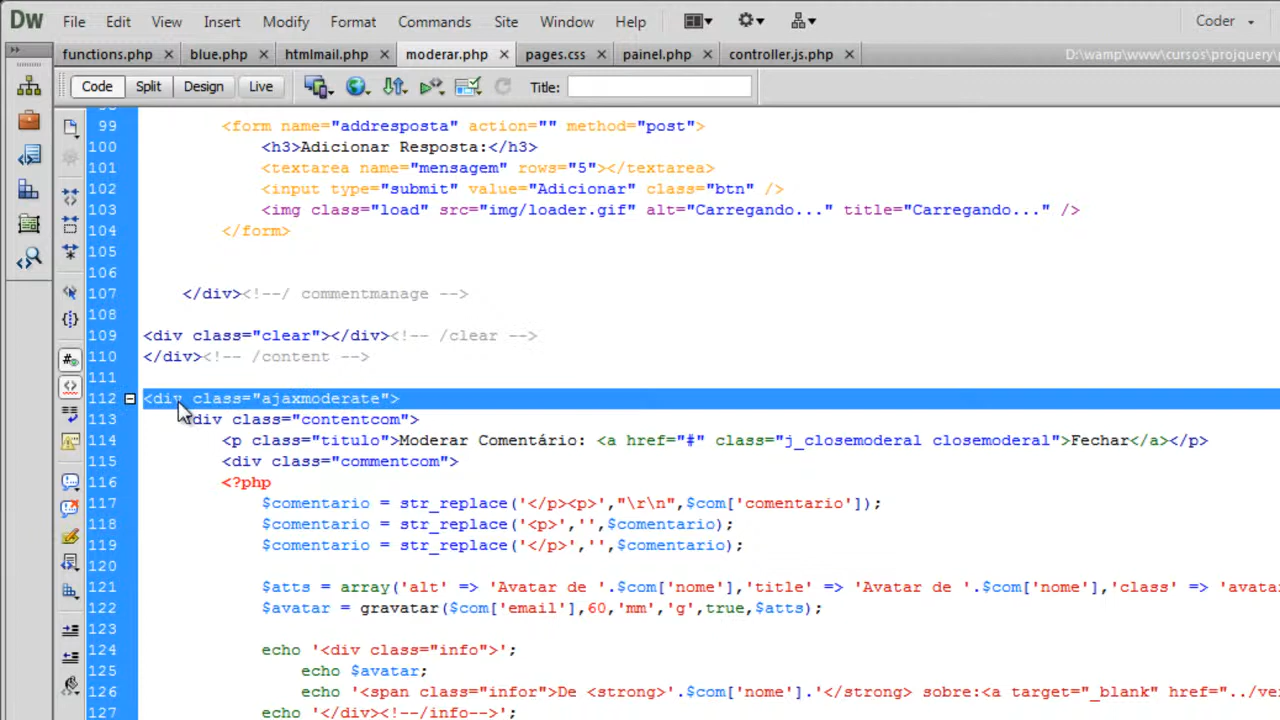 Dw File Edit View Insert Modify Format Commands Site Window Help Coder
functions.php blue.php htmlmail.php moderar.php pages.css painel.php controller.js.php D:\wamp\www\cursos\projquery\
Code Split Design Live Title:
99 <form name="addresposta" action="" method="post">
100 <h3>Adicionar Resposta:</h3>
101 <textarea name="mensagem" rows="5"></textarea>
102 <input type="submit" value="Adicionar" class="btn" />
103 <img class="load" src="img/loader.gif" alt="Carregando..." title="Carregando..." />
104 </form>
105
106
107 </div><!--/ commentmanage -->
108
109 <div class="clear"></div><!-- /clear -->
110 </div><!-- /content -->
111
112 <div class="ajaxmoderate">
113 <div class="contentcom">
114 <p class="titulo">Moderar Comentário: <a href="#" class="j_closemoderal closemoderal">Fechar</a></p>
115 <div class="commentcom">
116 <?php
117 $comentario = str_replace('</p><p>',"\r\n",$com['comentario']);
118 $comentario = str_replace('<p>','',$comentario);
119 $comentario = str_replace('</p>','',$comentario);
120
121 $atts = array('alt' => 'Avatar de '.$com['nome'],'title' => 'Avatar de '.$com['nome'],'class' => 'avata
122 $avatar = gravatar($com['email'],60,'mm','g',true,$atts);
123
124 echo '<div class="info">';
125 echo $avatar;
126 echo '<span class="infor">De <strong>'.$com['nome'].'</strong> sobre:<a target="_blank" href="../ve
127 echo '</div><!--/info-->';